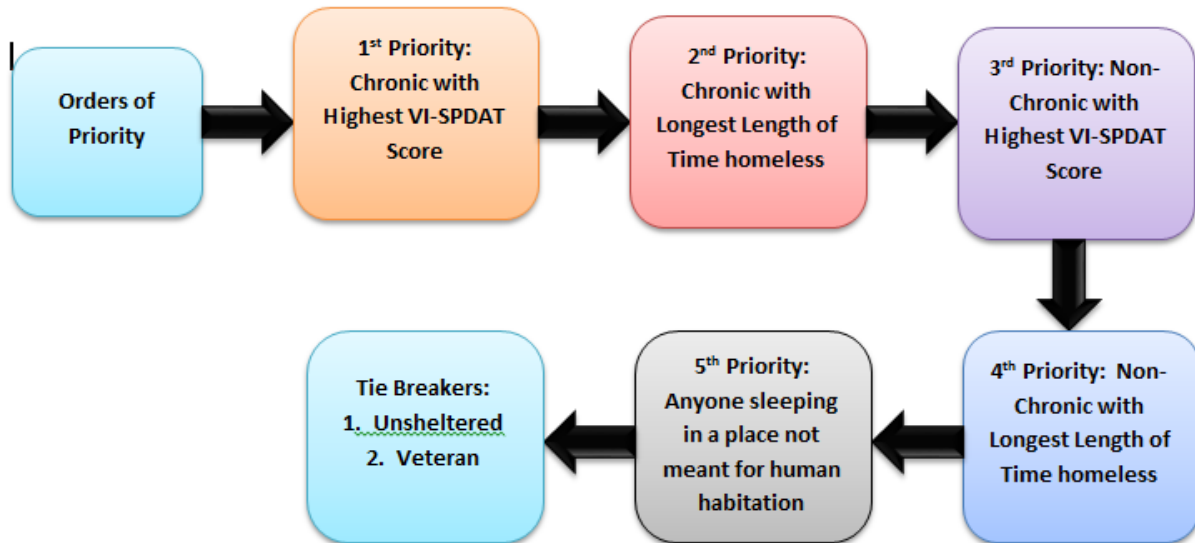 Orders of
Priority
1st Priority:
Chronic with
Highest VI-SPDAT
Score
2nd Priority:
Chronic with
Longest Length of
Time homeless
3rd Priority: Non-
Chronic with
Highest VI-SPDAT
Score
4th Priority: Non-
Chronic with
Longest Length of
Time homeless
5th Priority:
Anyone sleeping
in a place not
meant for human
habitation
Tie Breakers:
1. Unsheltered
2. Veteran